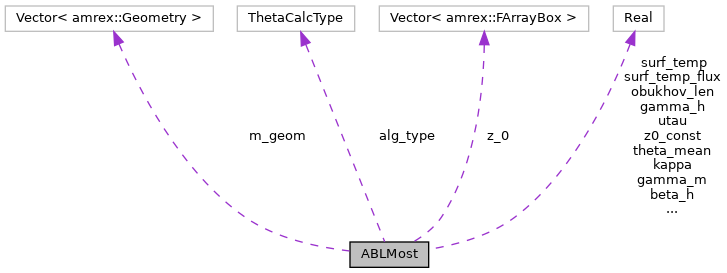 Vector< amrex::Geometry >
ThetaCalcType
Vector< amrex::FArrayBox >
Real
m_geom
alg_type
z_0
surf_temp
surf_temp_flux
obukhov_len
gamma_h
utau
z0_const
theta_mean
kappa
gamma_m
beta_h
...
ABLMost